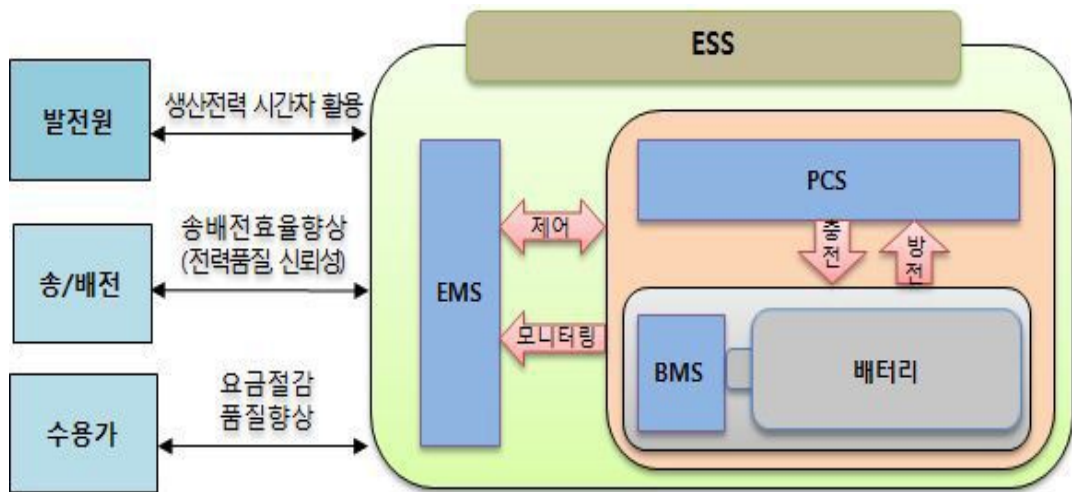 ESS
발전원
생산전력 시간차 활용
송/배전
송배전효율향상
(전력품질, 신뢰성)
수용가
요금절감
품질향상
EMS
제어
모니터링
PCS
충전
방전
BMS
배터리